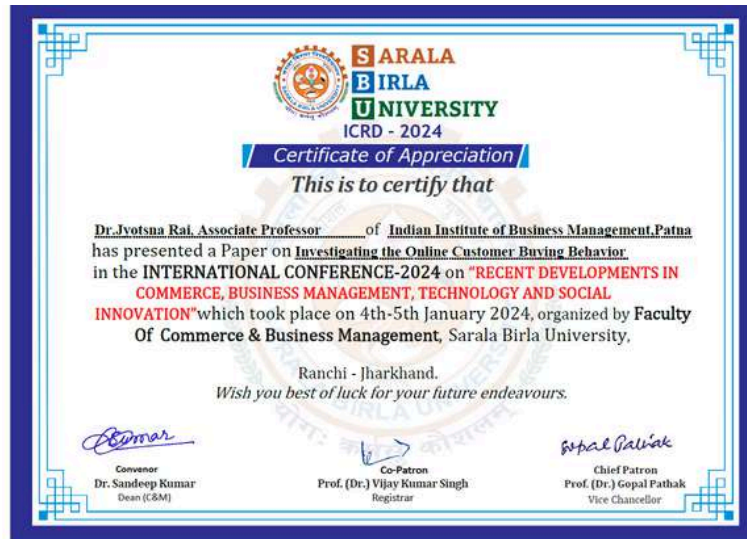 SARALA
BIRLA
UNIVERSITY
ICRD - 2024
Certificate of Appreciation
This is to certify that
Dr.Jyotsna Rai, Associate Professor of Indian Institute of Business Management,Patna
has presented a Paper on Investigating the Online Customer Buying Behavior
in the INTERNATIONAL CONFERENCE-2024 on "RECENT DEVELOPMENTS IN
COMMERCE, BUSINESS MANAGEMENT, TECHNOLOGY AND SOCIAL
INNOVATION"which took place on 4th-5th January 2024, organized by Faculty
Of Commerce & Business Management, Sarala Birla University,
Ranchi - Jharkhand.
Wish you best of luck for your future endeavours.
Gopal Pathak
Convenor
Dr. Sandeep Kumar
Dean (C&M)
Co-Patron
Prof. (Dr.) Vijay Kumar Singh
Registrar
Chief Patron
Prof. (Dr.) Gopal Pathak
Vice Chancellor